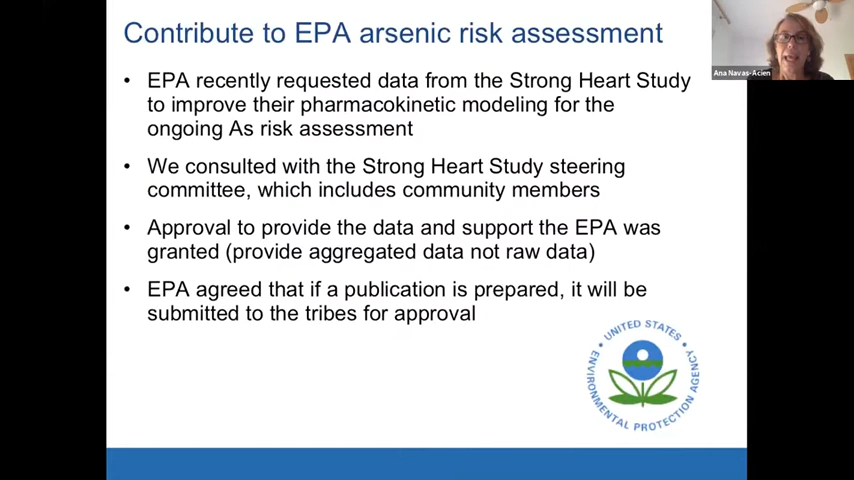 Contribute to EPA arsenic risk assessment
Ana Navas-Acien
• EPA recently requested data from the Strong Heart Study
to improve their pharmacokinetic modeling for the
ongoing As risk assessment
• We consulted with the Strong Heart Study steering
committee, which includes community members
• Approval to provide the data and support the EPA was
granted (provide aggregated data not raw data)
• EPA agreed that if a publication is prepared, it will be
submitted to the tribes for approval
UNITED STATES
ENVIRONMENTAL PROTECTION AGENCY